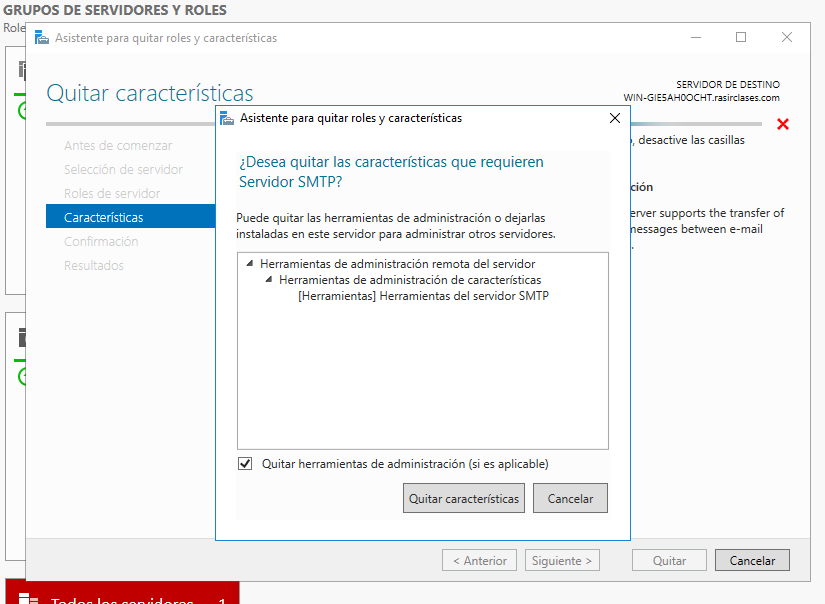 GRUPOS DE SERVIDORES Y ROLES
Role
Asistente para quitar roles y características
Quitar características
SERVIDOR DE DESTINO
WIN-GIE5AH0OCHT.rasirclases.com
Antes de comenzar
Selección de servidor
Roles de servidor
Características
Confirmación
Resultados
, desactive las casillas
ción
erver supports the transfer of
messages between e-mail
.
Asistente para quitar roles y características
¿Desea quitar las características que requieren
Servidor SMTP?
Puede quitar las herramientas de administración o dejarlas
instaladas en este servidor para administrar otros servidores.
Herramientas de administración remota del servidor
Herramientas de administración de características
[Herramientas] Herramientas del servidor SMTP
Quitar herramientas de administración (si es aplicable)
Quitar características
Cancelar
< Anterior
Siguiente >
Quitar
Cancelar
Todos los servidores 1